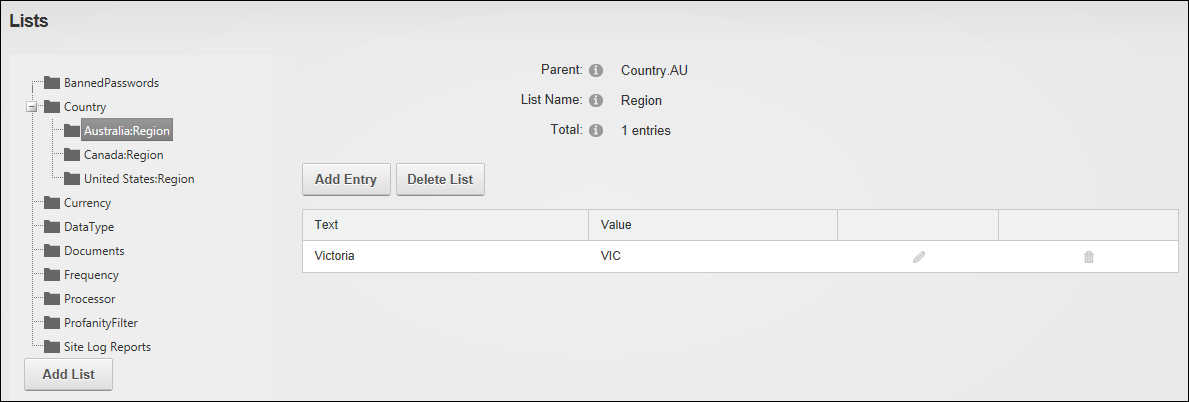 Lists
BannedPasswords
Country
Australia:Region
Canada:Region
United States:Region
Currency
DataType
Documents
Frequency
Processor
ProfanityFilter
Site Log Reports
Add List
Parent: Country.AU
List Name: Region
Total: 1 entries
Add Entry Delete List
Text Value
Victoria VIC